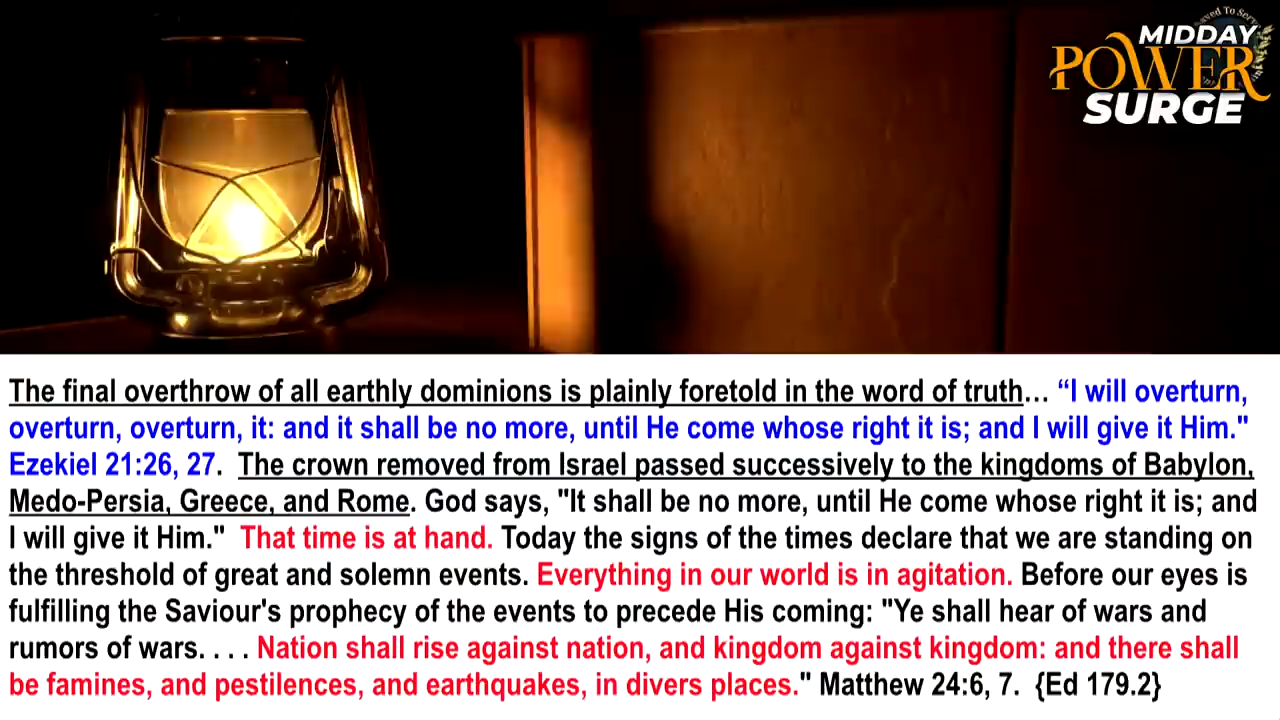 Saved To Serve
MIDDAY
POWER
SURGE
The final overthrow of all earthly dominions is plainly foretold in the word of truth… “I will overturn,
overturn, overturn, it: and it shall be no more, until He come whose right it is; and I will give it Him."
Ezekiel 21:26, 27. The crown removed from Israel passed successively to the kingdoms of Babylon,
Medo-Persia, Greece, and Rome. God says, "It shall be no more, until He come whose right it is; and
I will give it Him." That time is at hand. Today the signs of the times declare that we are standing on
the threshold of great and solemn events. Everything in our world is in agitation. Before our eyes is
fulfilling the Saviour's prophecy of the events to precede His coming: "Ye shall hear of wars and
rumors of wars. . . . Nation shall rise against nation, and kingdom against kingdom: and there shall
be famines, and pestilences, and earthquakes, in divers places." Matthew 24:6, 7. {Ed 179.2}